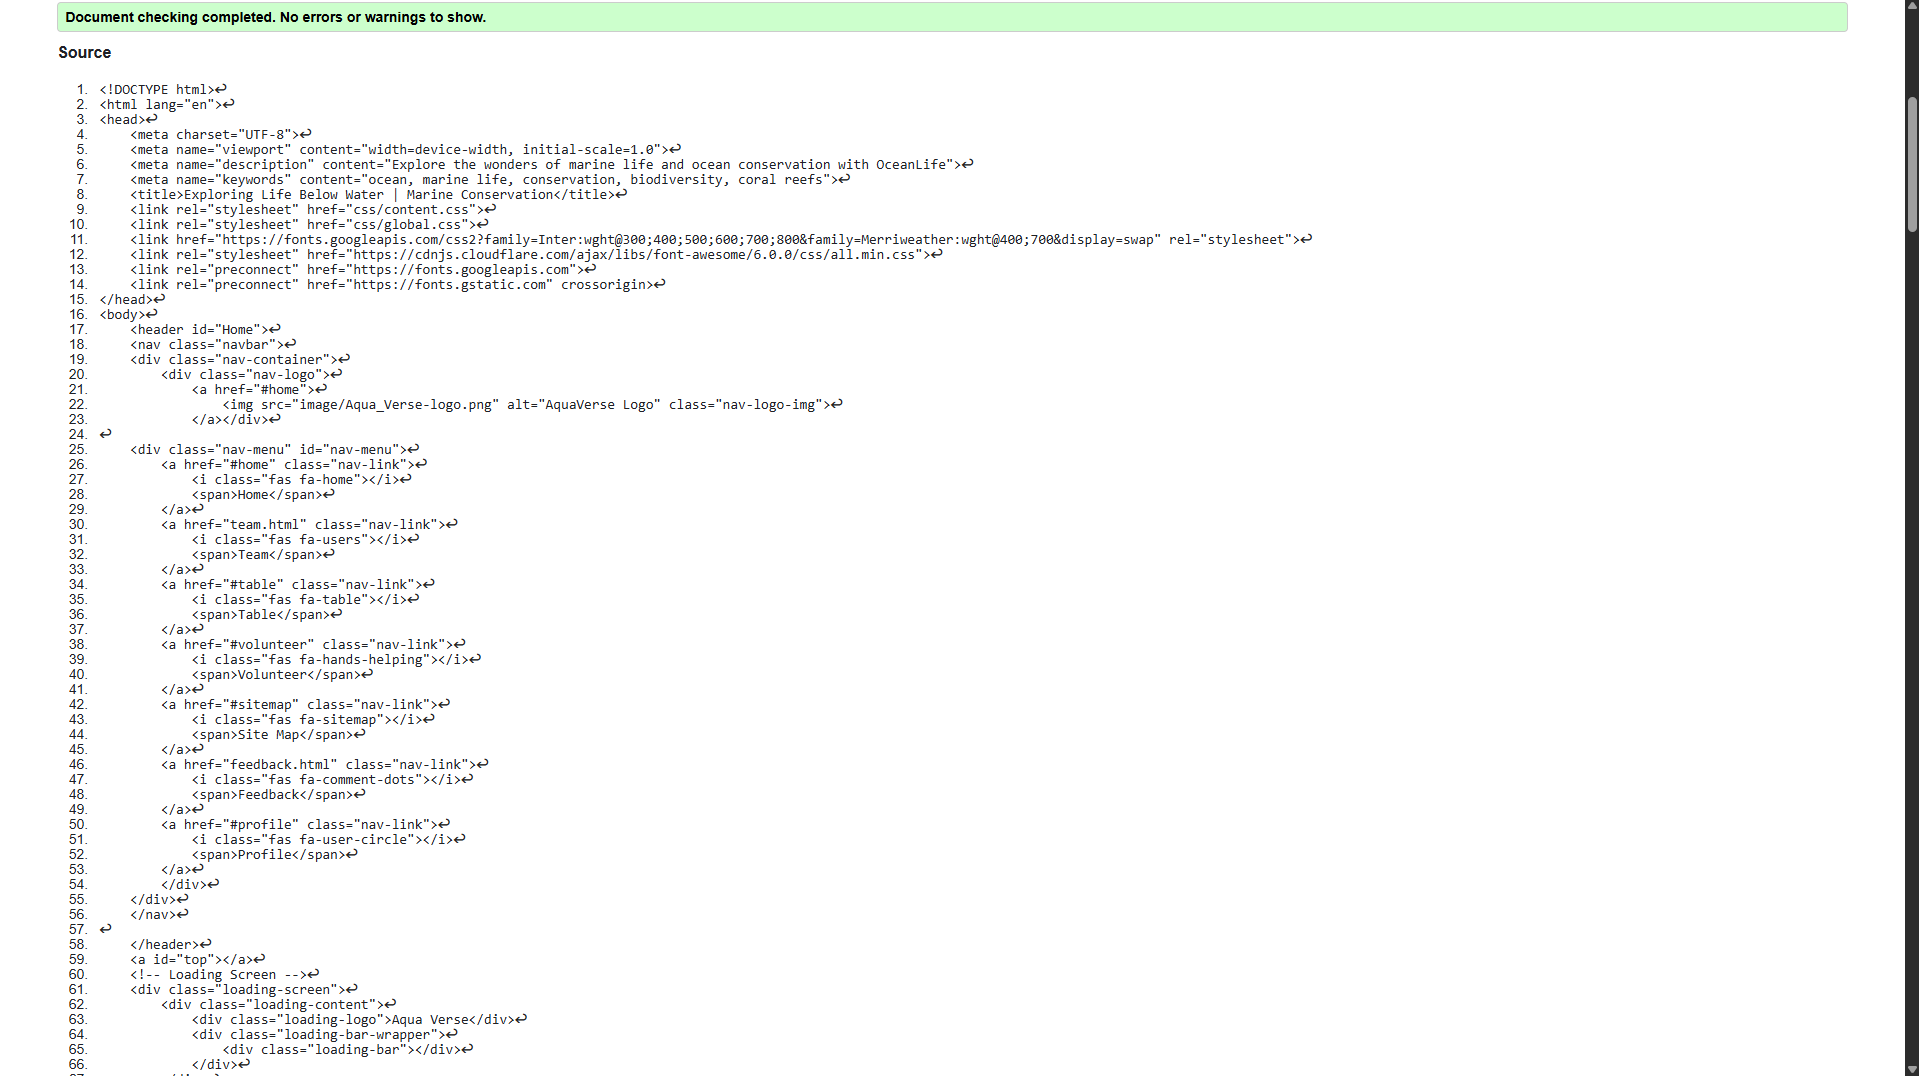 Document checking completed. No errors or warnings to show.
Source
1. <!DOCTYPE html>↩
2. <html lang="en">↩
3. <head>↩
4.     <meta charset="UTF-8">↩
5.     <meta name="viewport" content="width=device-width, initial-scale=1.0">↩
6.     <meta name="description" content="Explore the wonders of marine life and ocean conservation with OceanLife">↩
7.     <meta name="keywords" content="ocean, marine life, conservation, biodiversity, coral reefs">↩
8.     <title>Exploring Life Below Water | Marine Conservation</title>↩
9.     <link rel="stylesheet" href="css/content.css">↩
10.     <link rel="stylesheet" href="css/global.css">↩
11.     <link href="https://fonts.googleapis.com/css2?family=Inter:wght@300;400;500;600;700;800&family=Merriweather:wght@400;700&display=swap" rel="stylesheet">↩
12.     <link rel="stylesheet" href="https://cdnjs.cloudflare.com/ajax/libs/font-awesome/6.0.0/css/all.min.css">↩
13.     <link rel="preconnect" href="https://fonts.googleapis.com">↩
14.     <link rel="preconnect" href="https://fonts.gstatic.com" crossorigin>↩
15. </head>↩
16. <body>↩
17.     <header id="Home">↩
18.     <nav class="navbar">↩
19.     <div class="nav-container">↩
20.         <div class="nav-logo">↩
21.             <a href="#home">↩
22.                 <img src="image/Aqua_Verse-logo.png" alt="AquaVerse Logo" class="nav-logo-img">↩
23.             </a></div>↩
24. ↩
25.     <div class="nav-menu" id="nav-menu">↩
26.         <a href="#home" class="nav-link">↩
27.             <i class="fas fa-home"></i>↩
28.             <span>Home</span>↩
29.         </a>↩
30.         <a href="team.html" class="nav-link">↩
31.             <i class="fas fa-users"></i>↩
32.             <span>Team</span>↩
33.         </a>↩
34.         <a href="#table" class="nav-link">↩
35.             <i class="fas fa-table"></i>↩
36.             <span>Table</span>↩
37.         </a>↩
38.         <a href="#volunteer" class="nav-link">↩
39.             <i class="fas fa-hands-helping"></i>↩
40.             <span>Volunteer</span>↩
41.         </a>↩
42.         <a href="#sitemap" class="nav-link">↩
43.             <i class="fas fa-sitemap"></i>↩
44.             <span>Site Map</span>↩
45.         </a>↩
46.         <a href="feedback.html" class="nav-link">↩
47.             <i class="fas fa-comment-dots"></i>↩
48.             <span>Feedback</span>↩
49.         </a>↩
50.         <a href="#profile" class="nav-link">↩
51.             <i class="fas fa-user-circle"></i>↩
52.             <span>Profile</span>↩
53.         </a>↩
54.         </div>↩
55.     </div>↩
56.     </nav>↩
57. ↩
58.     </header>↩
59.     <a id="top"></a>↩
60.     <!-- Loading Screen -->↩
61.     <div class="loading-screen">↩
62.         <div class="loading-content">↩
63.             <div class="loading-logo">Aqua Verse</div>↩
64.             <div class="loading-bar-wrapper">↩
65.                 <div class="loading-bar"></div>↩
66.             </div>↩